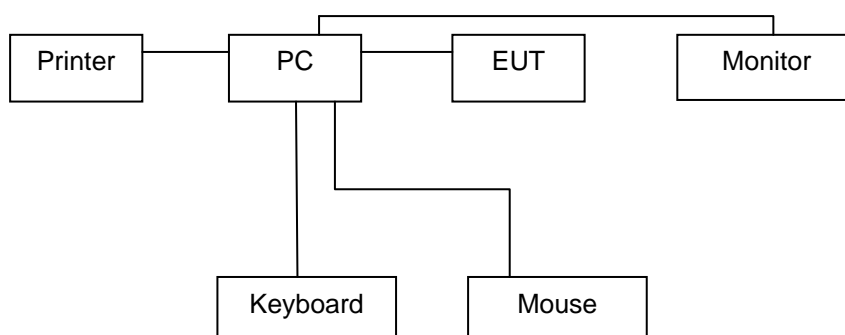 Printer
PC
EUT
Monitor
Keyboard
Mouse